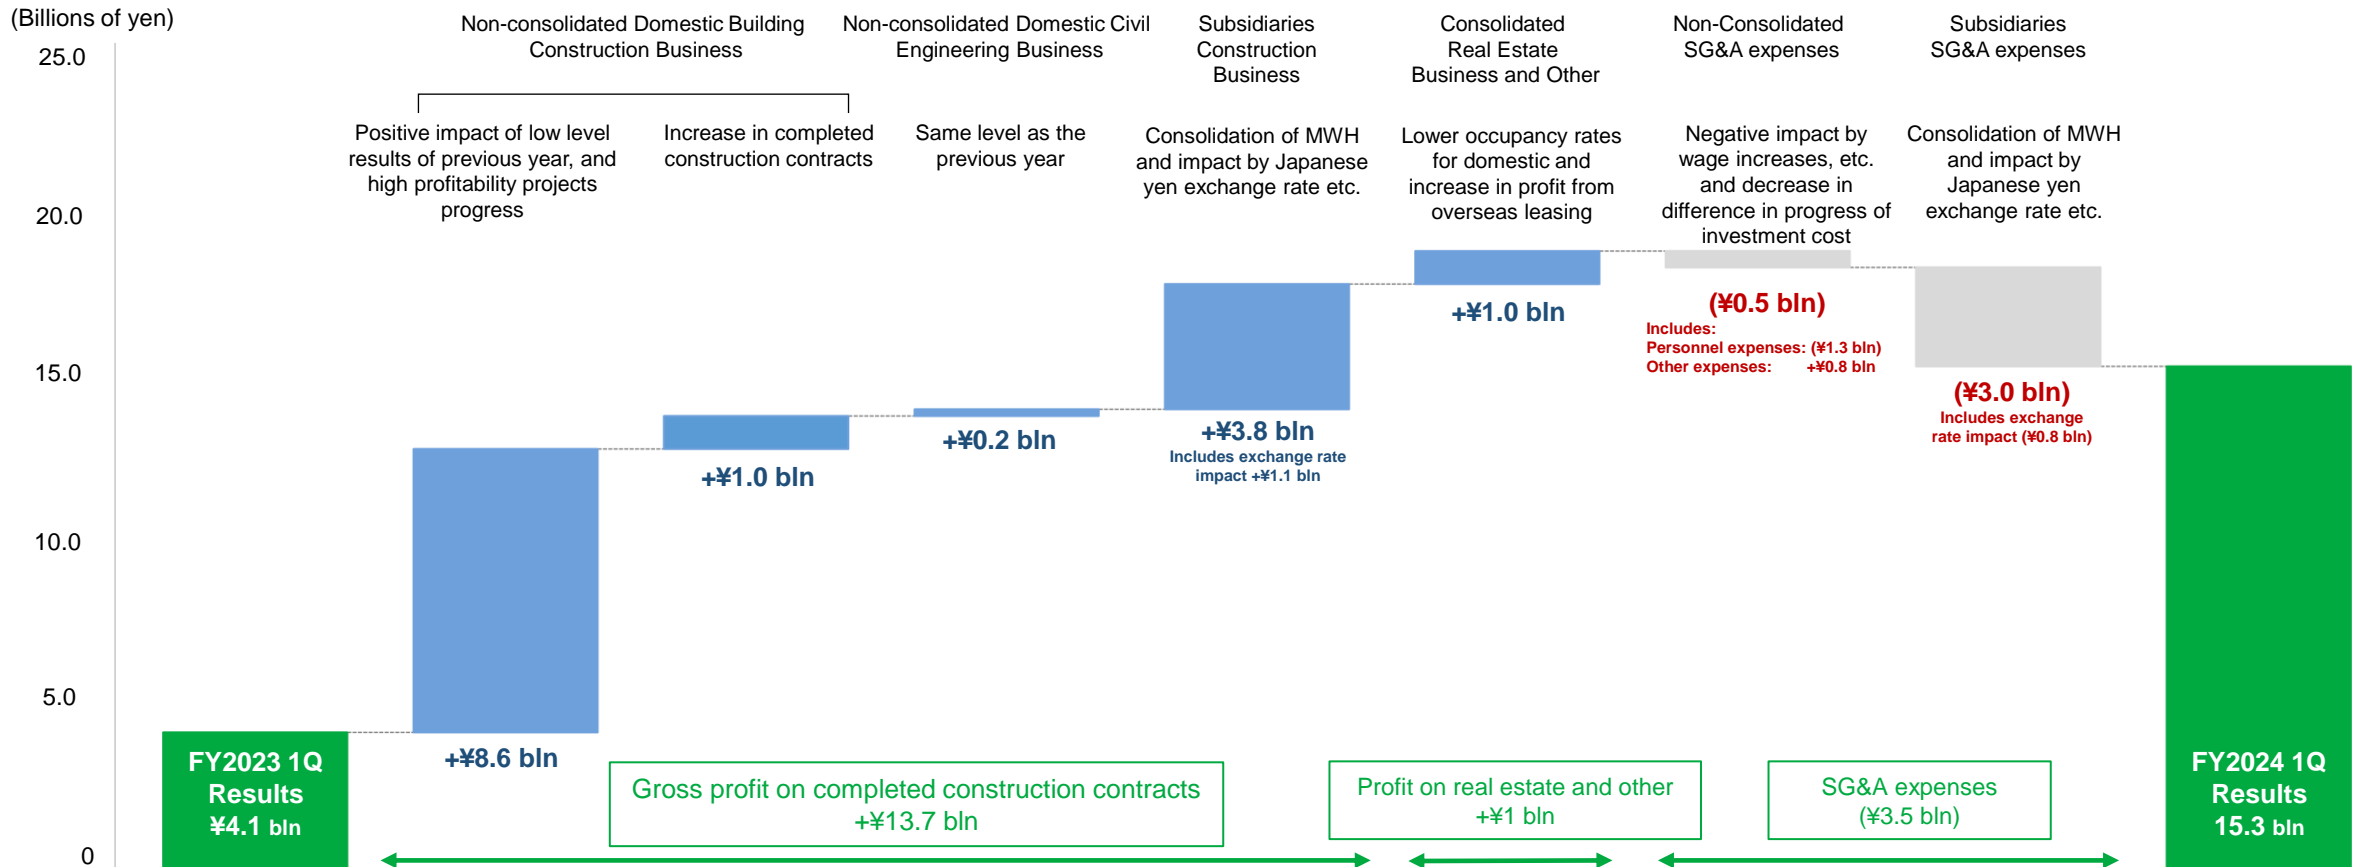 (Billions of yen)
25.0
20.0
15.0
10.0
5.0
0
Non-consolidated Domestic Building
Construction Business
Non-consolidated Domestic Civil
Engineering Business
Subsidiaries
Construction
Business
Consolidated
Real Estate
Business and Other
Non-Consolidated
SG&A expenses
Subsidiaries
SG&A expenses
Positive impact of low level
results of previous year, and
high profitability projects
progress
Increase in completed
construction contracts
Same level as the
previous year
Consolidation of MWH
and impact by Japanese
yen exchange rate etc.
Lower occupancy rates
for domestic and
increase in profit from
overseas leasing
Negative impact by
wage increases, etc.
and decrease in
difference in progress of
investment cost
Consolidation of MWH
and impact by
Japanese yen
exchange rate etc.
FY2023 1Q
Results
¥4.1 bln
+¥8.6 bln
+¥1.0 bln
+¥0.2 bln
+¥3.8 bln
Includes exchange rate
impact +¥1.1 bln
+¥1.0 bln
(¥0.5 bln)
Includes:
Personnel expenses: (¥1.3 bln)
Other expenses: +¥0.8 bln
(¥3.0 bln)
Includes exchange
rate impact (¥0.8 bln)
FY2024 1Q
Results
15.3 bln
Gross profit on completed construction contracts
+¥13.7 bln
Profit on real estate and other
+¥1 bln
SG&A expenses
(¥3.5 bln)